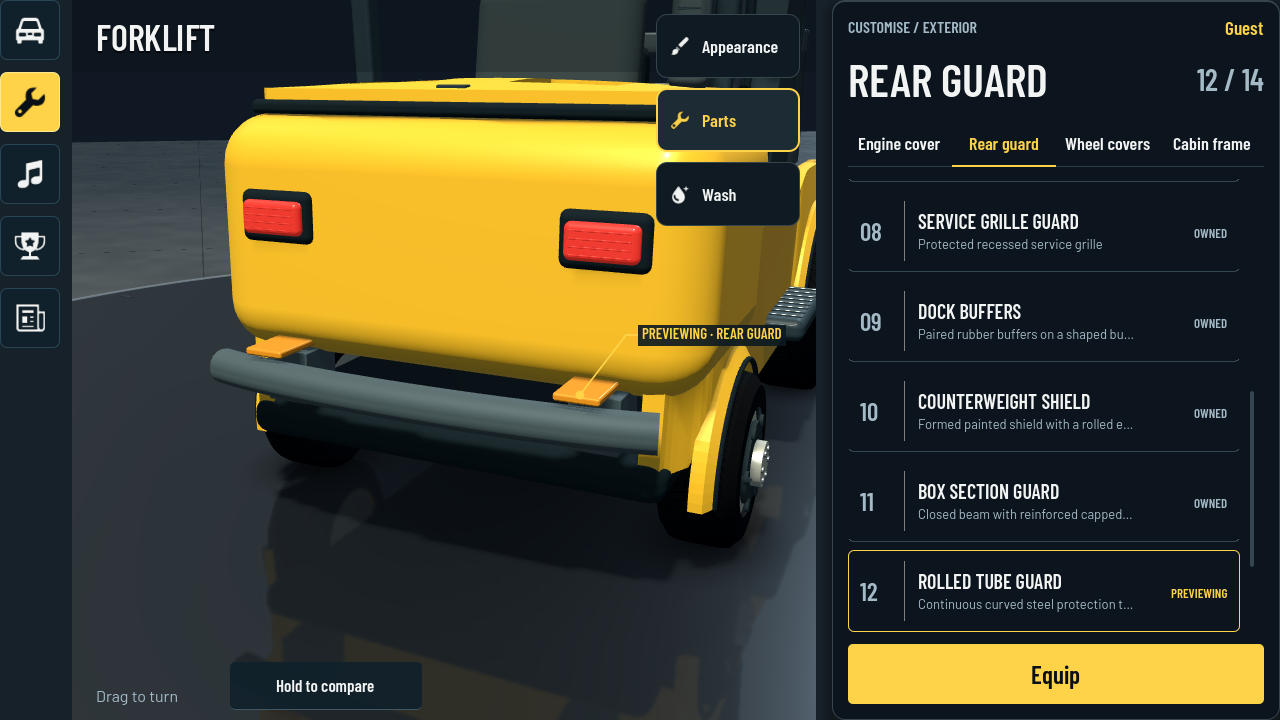 FORKLIFT
Appearance
Parts
Wash
PREVIEWING · REAR GUARD
Drag to turn
Hold to compare
CUSTOMISE / EXTERIOR
Guest
REAR GUARD
12 / 14
Engine cover
Rear guard
Wheel covers
Cabin frame
08
SERVICE GRILLE GUARD
Protected recessed service grille
OWNED
09
DOCK BUFFERS
Paired rubber buffers on a shaped bu...
OWNED
10
COUNTERWEIGHT SHIELD
Formed painted shield with a rolled e...
OWNED
11
BOX SECTION GUARD
Closed beam with reinforced capped...
OWNED
12
ROLLED TUBE GUARD
Continuous curved steel protection t...
PREVIEWING
Equip